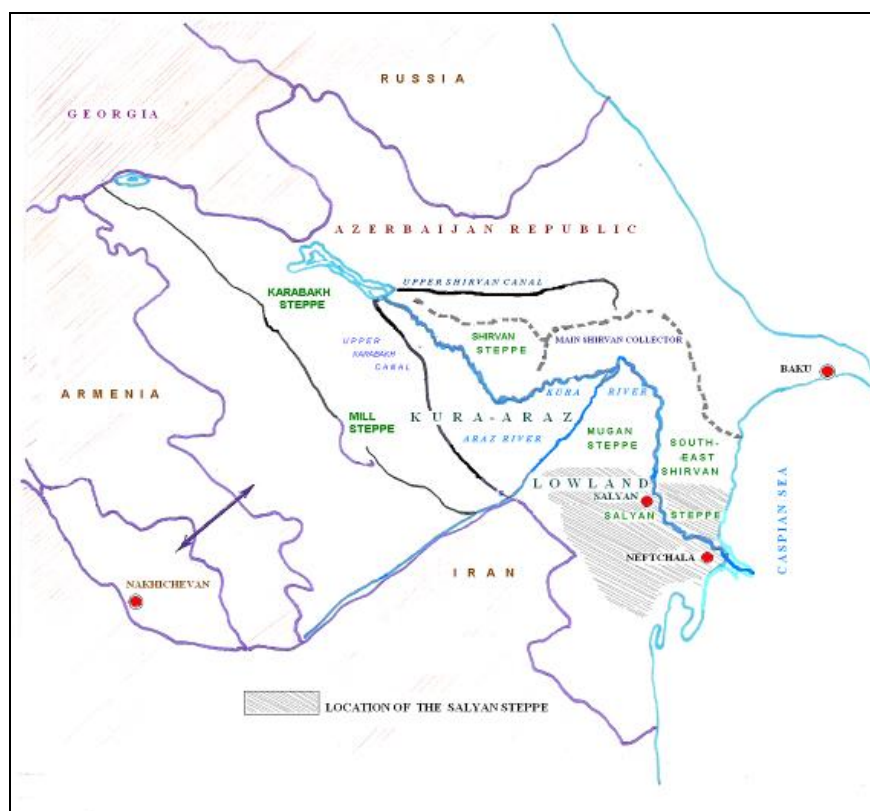 RUSSIA
GEORGIA
AZERBAIJAN REPUBLIC
UPPER SHIRVAN CANAL
KARABAKH
STEPPE
SHIRVAN
STEPPE
MAIN SHIRVAN COLLECTOR
UPPER
KARABAKH
CANAL
BAKU
ARMENIA
KURA RIVER
MILL
STEPPE
KURA-ARAZ
ARAZ RIVER
MUGAN
STEPPE
SOUTH-
EAST
SHIRVAN
LOWLAND
SALYAN
SALYAN STEPPE
CASPIAN SEA
NEFTCHALA
IRAN
NAKHICHEVAN
LOCATION OF THE SALYAN STEPPE